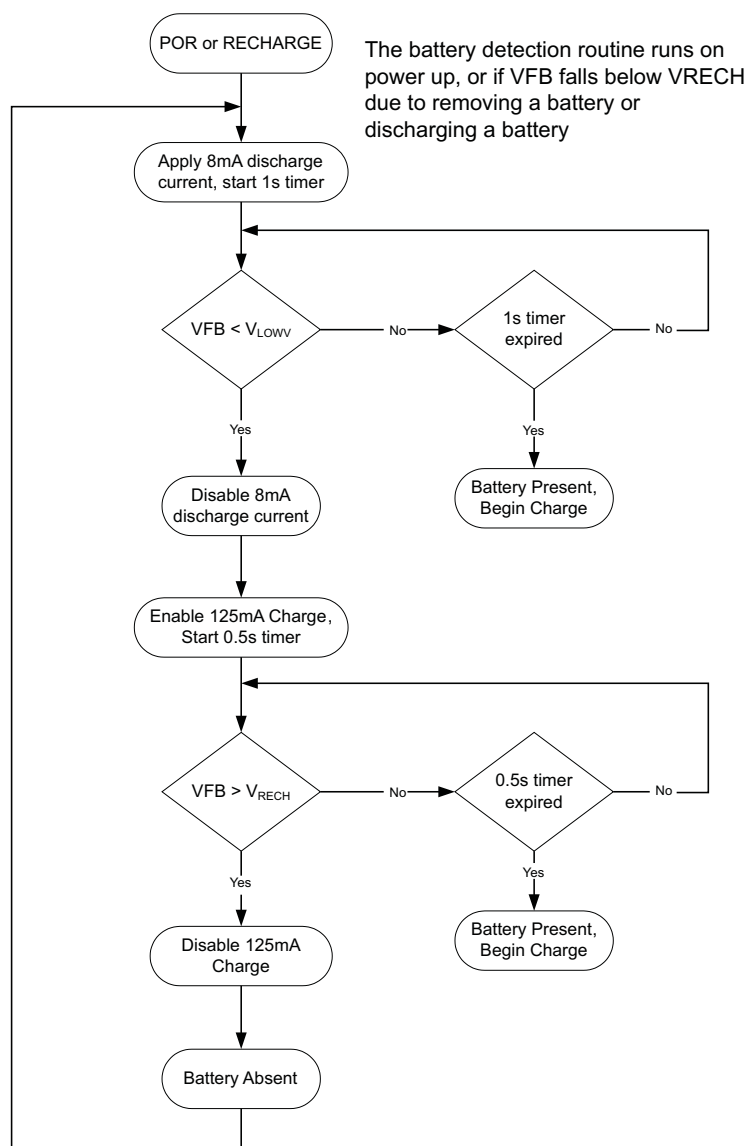 POR or RECHARGE
The battery detection routine runs on
power up, or if VFB falls below VRECH
due to removing a battery or
discharging a battery
Apply 8mA discharge
current, start 1s timer
VFB < VLOWV
No
1s timer
expired
No
Yes
Yes
Disable 8mA
discharge current
Battery Present,
Begin Charge
Enable 125mA Charge,
Start 0.5s timer
VFB > VRECH
No
0.5s timer
expired
No
Yes
Yes
Disable 125mA
Charge
Battery Present,
Begin Charge
Battery Absent